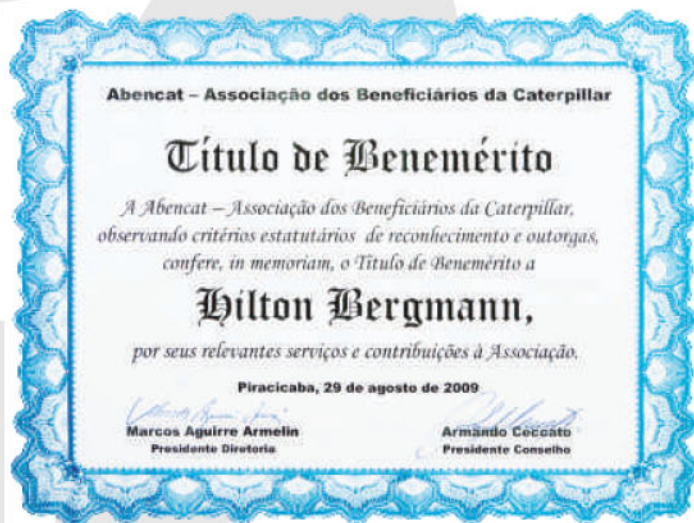 Abencat – Associação dos Beneficiários da Caterpillar
Título de Benemérito
A Abencat – Associação dos Beneficiários da Caterpillar,
observando critérios estatutários de reconhecimento e outorgas,
confere, in memoriam, o Título de Benemérito a
Hilton Bergmann,
por seus relevantes serviços e contribuições à Associação.
Piracicaba, 29 de agosto de 2009
Marcos Aguirre Armelin
Presidente Diretoria
Armando Ceccato
Presidente Conselho